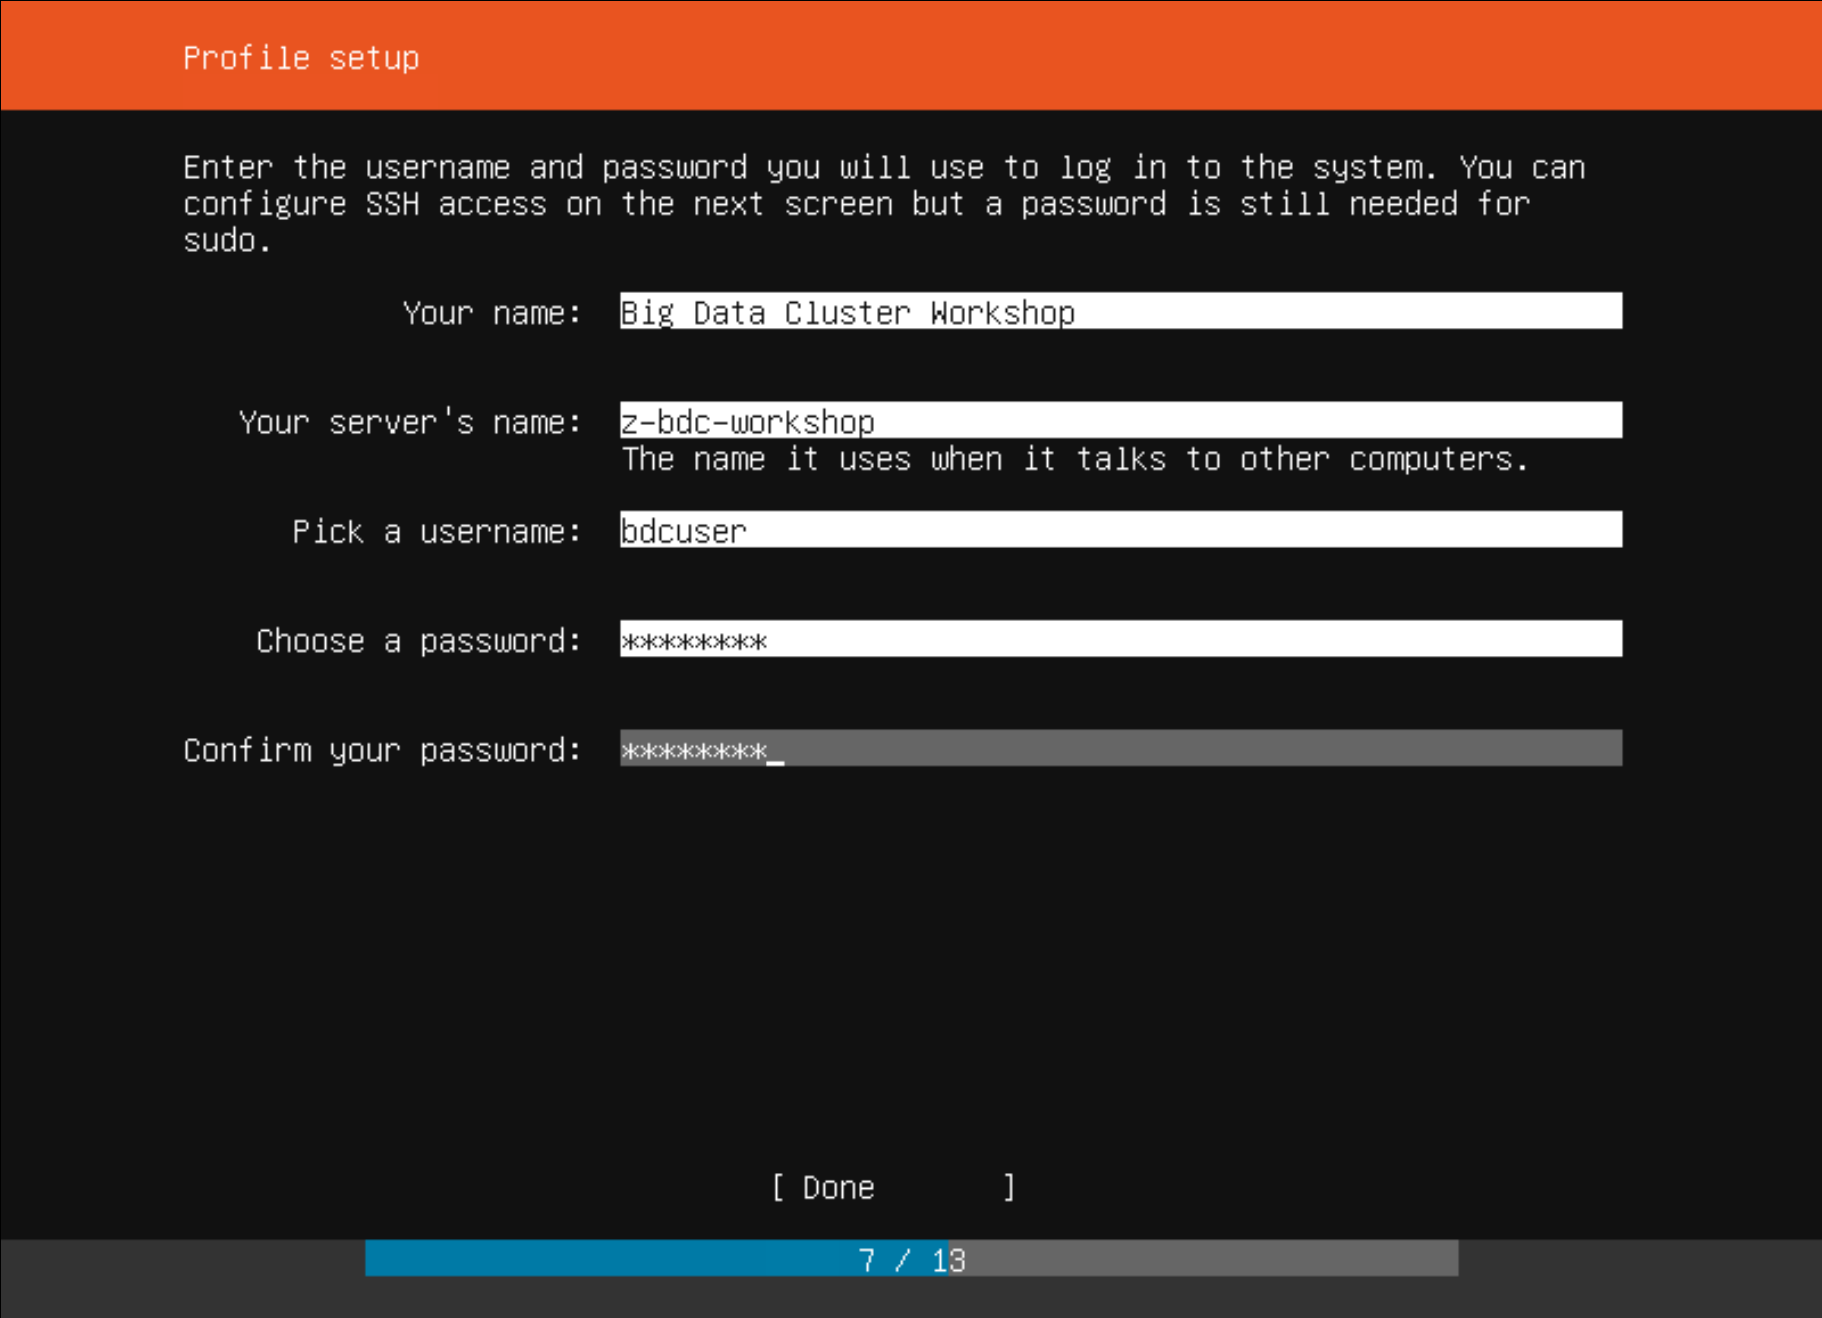 Profile setup
Enter the username and password you will use to log in to the system. You can
configure SSH access on the next screen but a password is still needed for
sudo.
Your name: Big Data Cluster Workshop
Your server's name: z-bdc-workshop
The name it uses when it talks to other computers.
Pick a username: bdcuser
Choose a password: ********
Confirm your password: ********_
[ Done ]
7 / 13